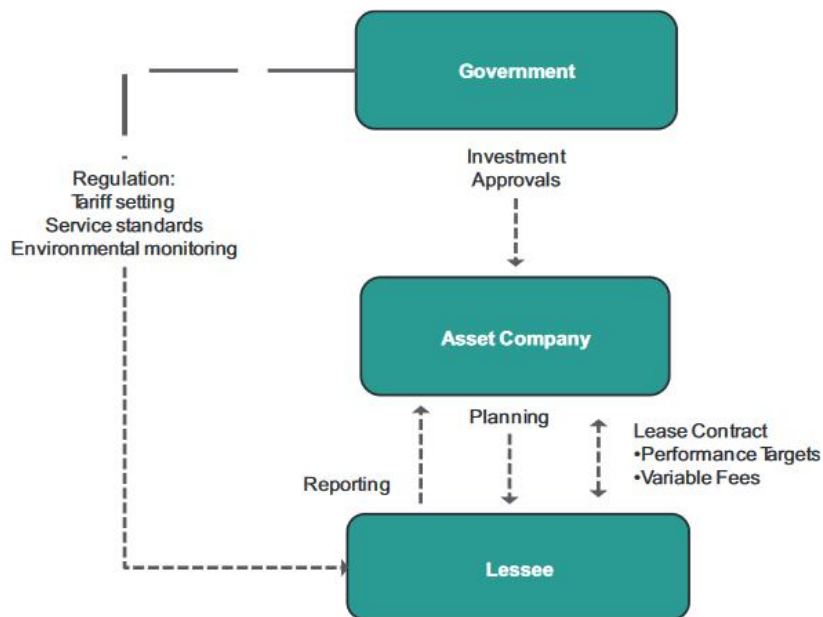 Government
Investment
Approvals
Regulation:
Tariff setting
Service standards
Environmental monitoring
Asset Company
Planning
Reporting
Lease Contract
•Performance Targets
•Variable Fees
Lessee